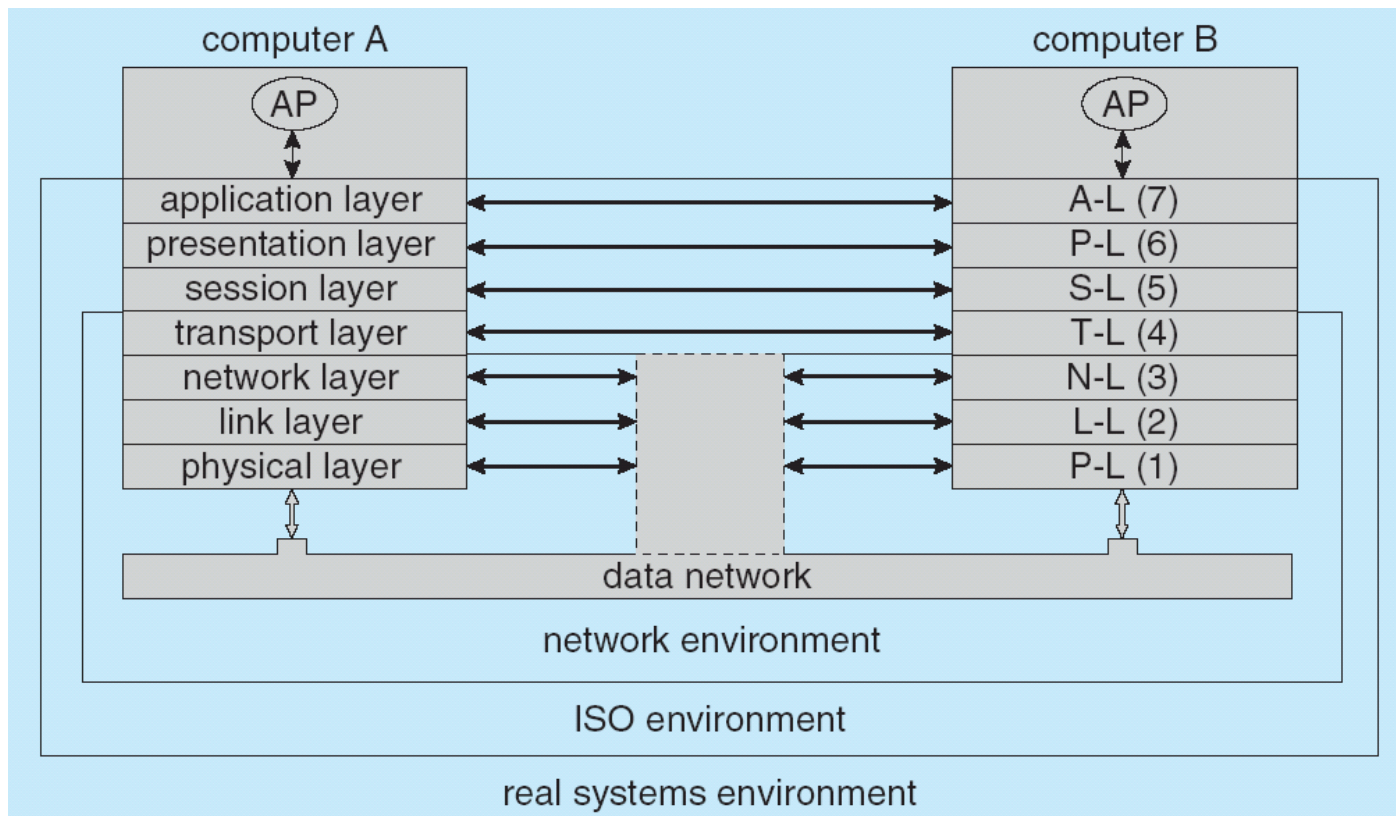 computer A
computer B
AP
AP
application layer
A-L (7)
presentation layer
P-L (6)
session layer
S-L (5)
transport layer
T-L (4)
network layer
N-L (3)
link layer
L-L (2)
physical layer
P-L (1)
data network
network environment
ISO environment
real systems environment